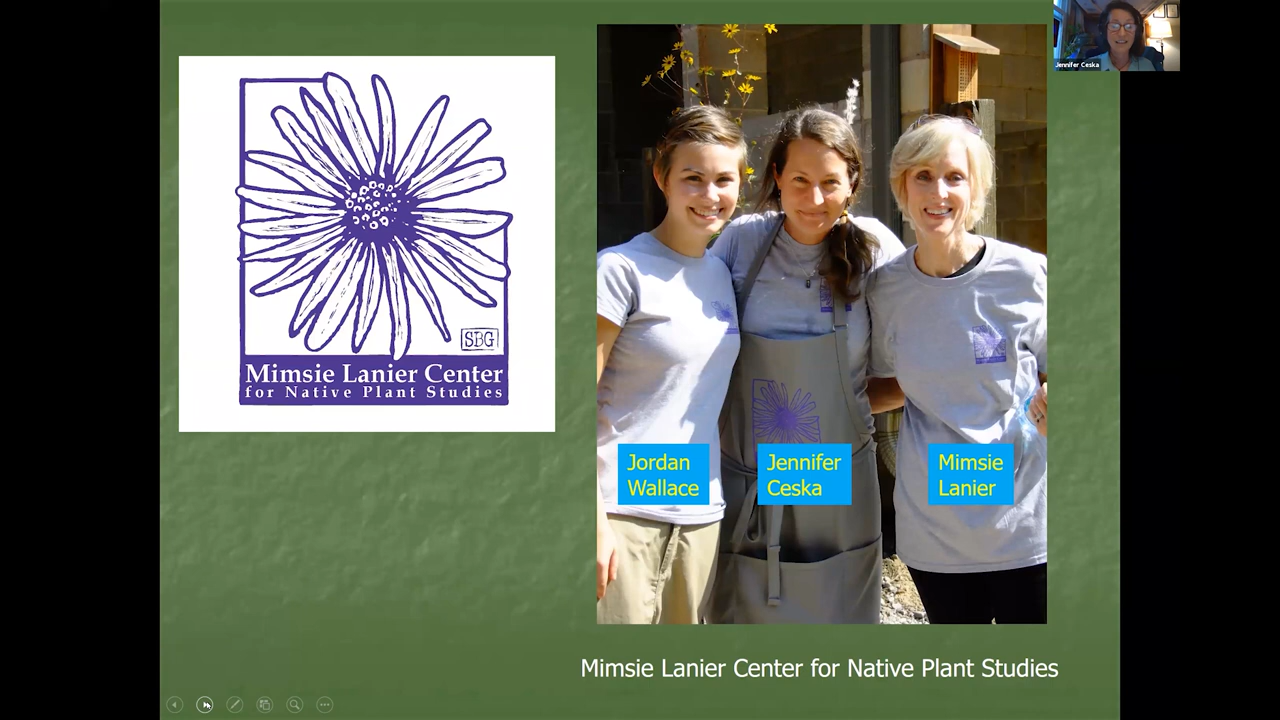 Jennifer Ceska
SBG
Mimsie Lanier Center
for Native Plant Studies
Jordan
Wallace
Jennifer
Ceska
Mimsie
Lanier
Mimsie Lanier Center for Native Plant Studies